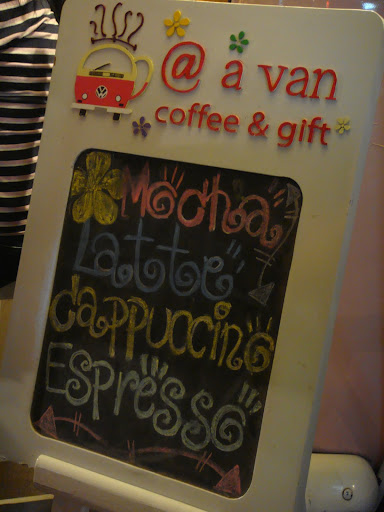 @ a van
coffee & gift
Mocha
Latte
Cappuccino
Espresso